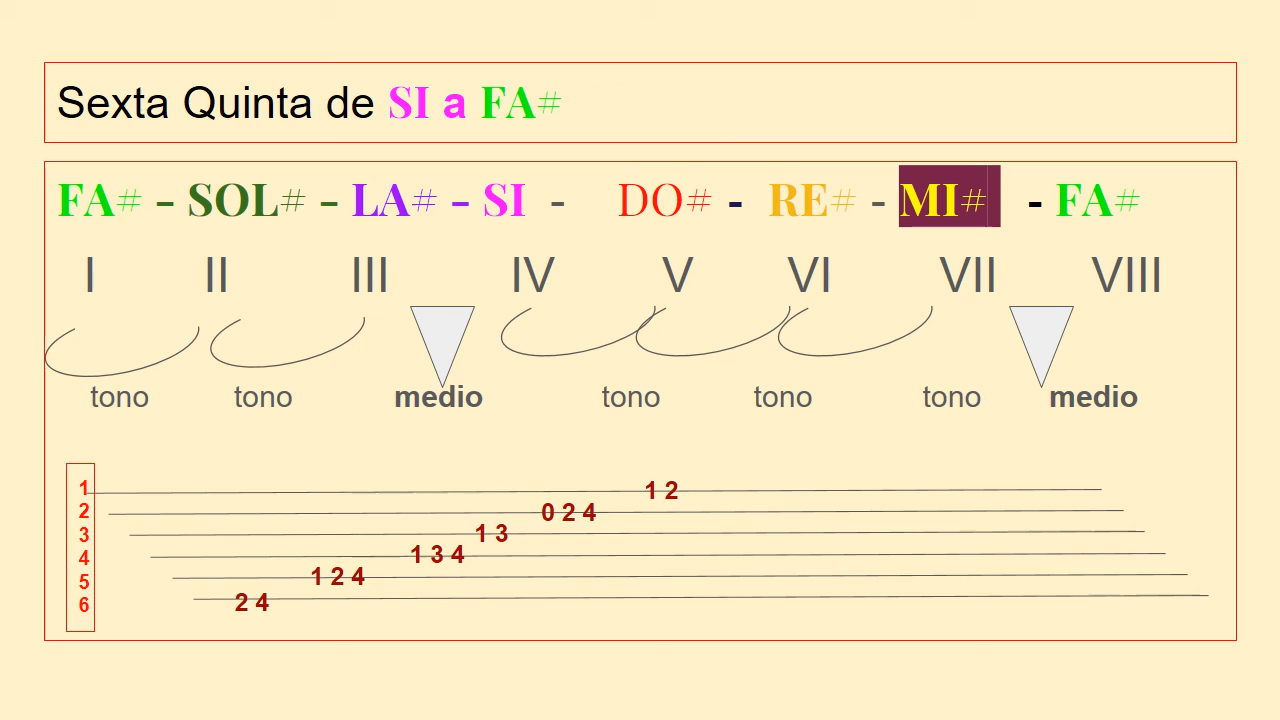 Sexta Quinta de SI a FA#
FA# - SOL# - LA# - SI - DO# - RE# - MI# - FA#
I II III IV V VI VII VIII
tono tono medio tono tono tono medio
1 1 2
2 0 2 4
3 1 3
4 1 3 4
5 1 2 4
6 2 4